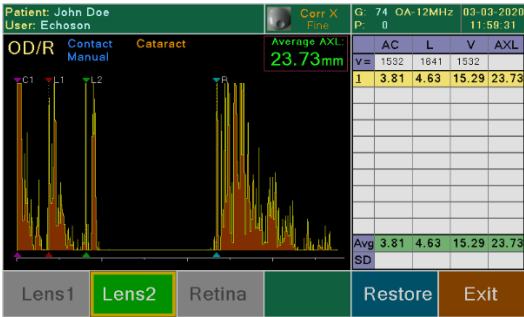 Patient: John Doe
User: Echoson
Corr X
Fine
G: 74 OA-12MHz
P: 0
03-03-2020
11:59:31
OD/R
Contact
Manual
Cataract
Average AXL:
23.73mm
C1 L1 L2 R
AC L V AXL
V= 1532 1641 1532
1 3.81 4.63 15.29 23.73
Avg 3.81 4.63 15.29 23.73
SD
Lens1 Lens2 Retina Restore Exit